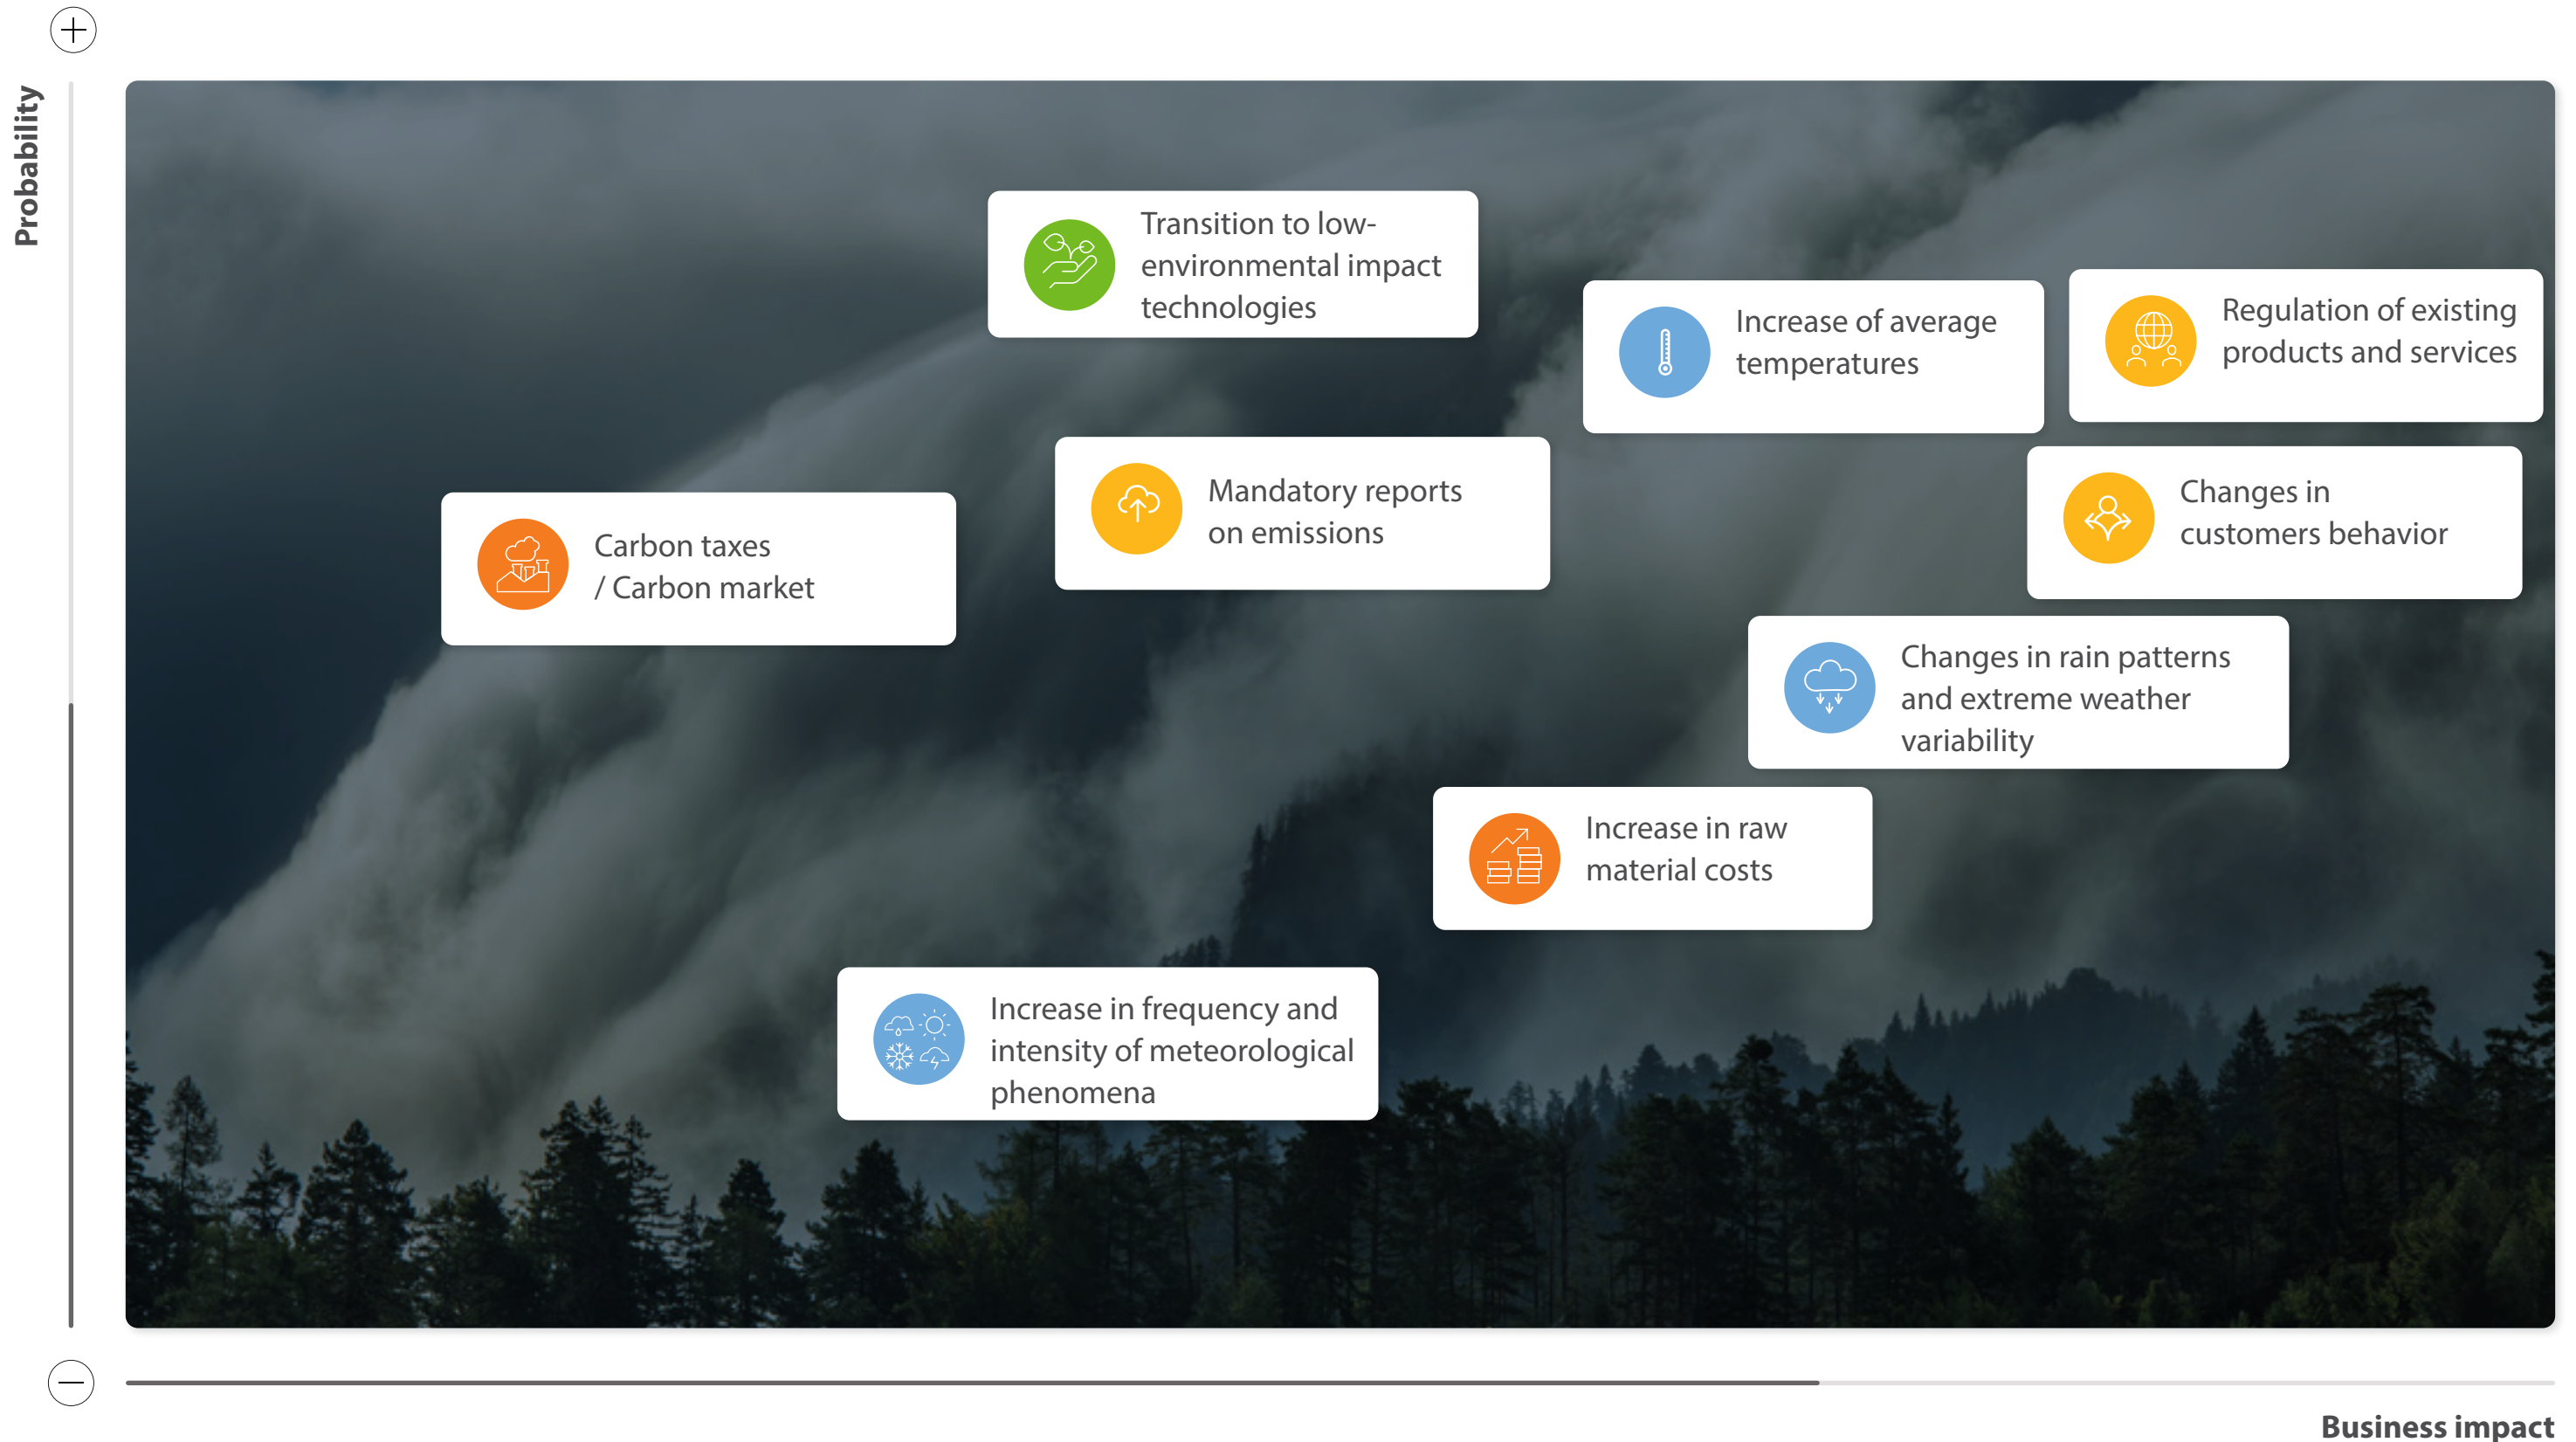 Probability
Transition to low-
environmental impact
technologies
Increase of average
temperatures
Regulation of existing
products and services
Mandatory reports
on emissions
Changes in
customers behavior
Carbon taxes
/ Carbon market
Changes in rain patterns
and extreme weather
variability
Increase in raw
material costs
Increase in frequency and
intensity of meteorological
phenomena
Business impact